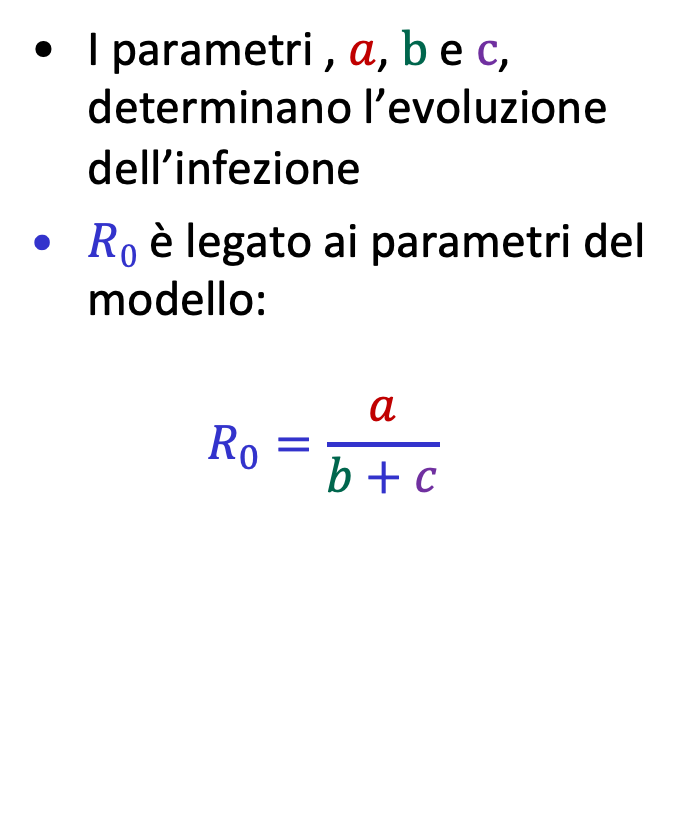 • I parametri , a, b e c,
determinano l’evoluzione
dell’infezione
• R₀ è legato ai parametri del
modello:
R₀ = a / b + c